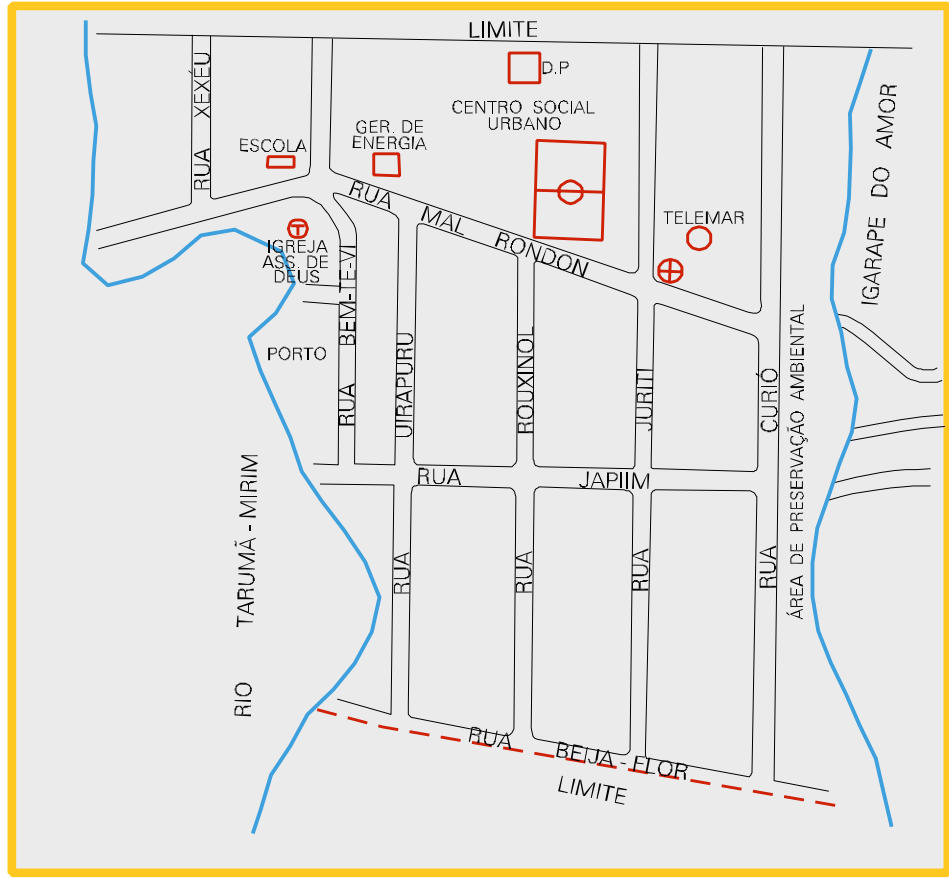 LIMITE
D.P
CENTRO SOCIAL
URBANO
GER. DE
ENERGIA
ESCOLA
RUA XEXÉU
IGARAPE DO AMOR
RUA MAL RONDON
TELEMAR
IGREJA
ASS. DE
DEUS
PORTO
RUA BEM-TE-VI
RUA UIRAPURU
RUA ROUXINOL
RUA JURITI
RUA CURIÓ
ÁREA DE PRESERVAÇÃO AMBIENTAL
RUA JAPIIM
RIO TARUMÃ - MIRIM
RUA BEIJA - FLOR
LIMITE